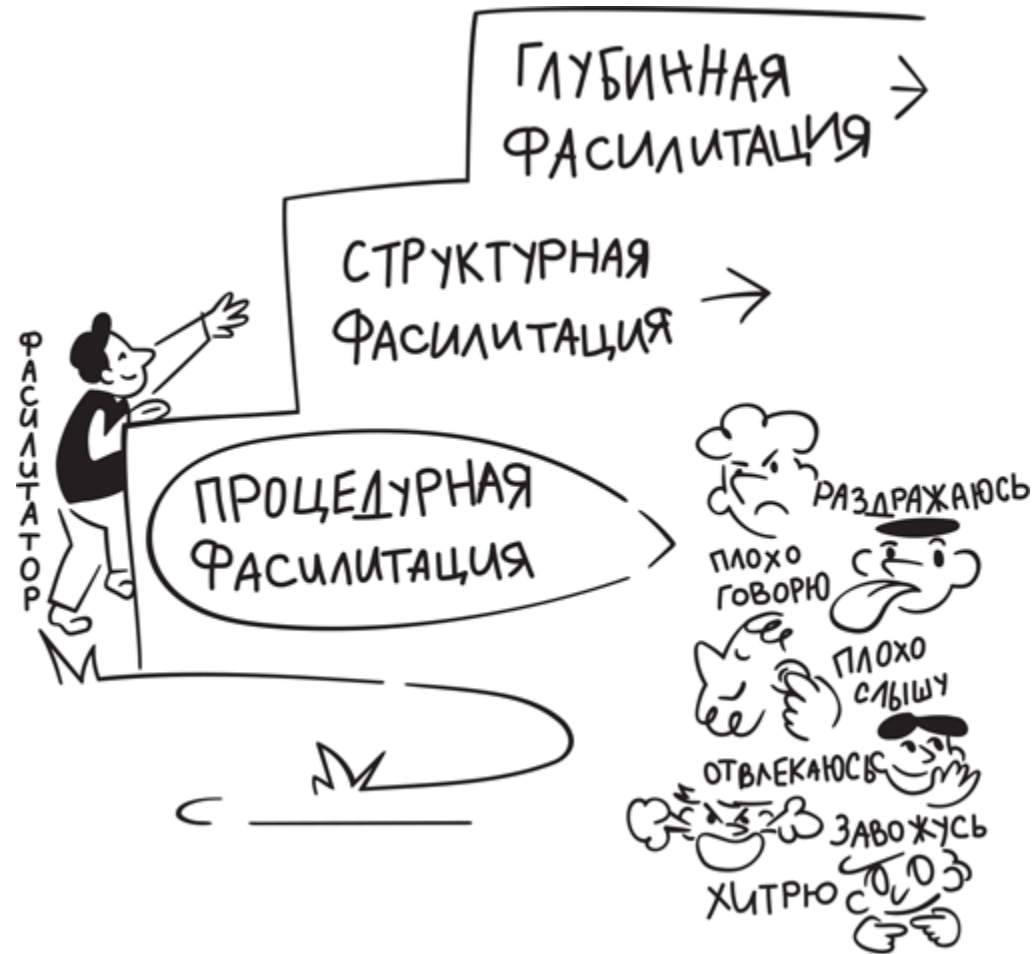 ГЛУБИННАЯ
ФАСИЛИТАЦИЯ
СТРУКТУРНАЯ
ФАСИЛИТАЦИЯ
ФАСИЛИТАТОР
ПРОЦЕДУРНАЯ
ФАСИЛИТАЦИЯ
РАЗДРАЖАЮСЬ
ПЛОХО
ГОВОРЮ
ПЛОХО
СЛЫШУ
ОТВЛЕКАЮСЬ
ЗАВОЖУСЬ
ХИТРЮ